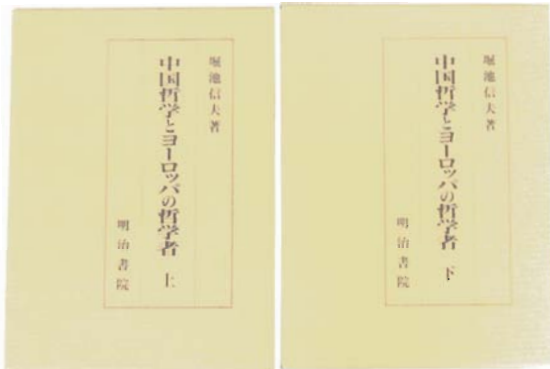 堀池信夫著
中国哲学とヨーロッパの哲学者 上
明治書院
堀池信夫著
中国哲学とヨーロッパの哲学者 下
明治書院